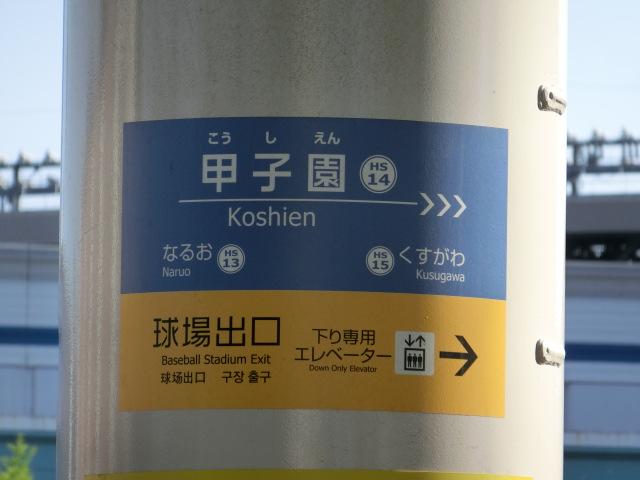 こう し えん
甲子園 HS 14
Koshien
なるお HS 13 HS 15 くすがわ
Naruo Kusugawa
球場出口
Baseball Stadium Exit
球场出口 구장 출구
下り専用
エレベーター
Down Only Elevator